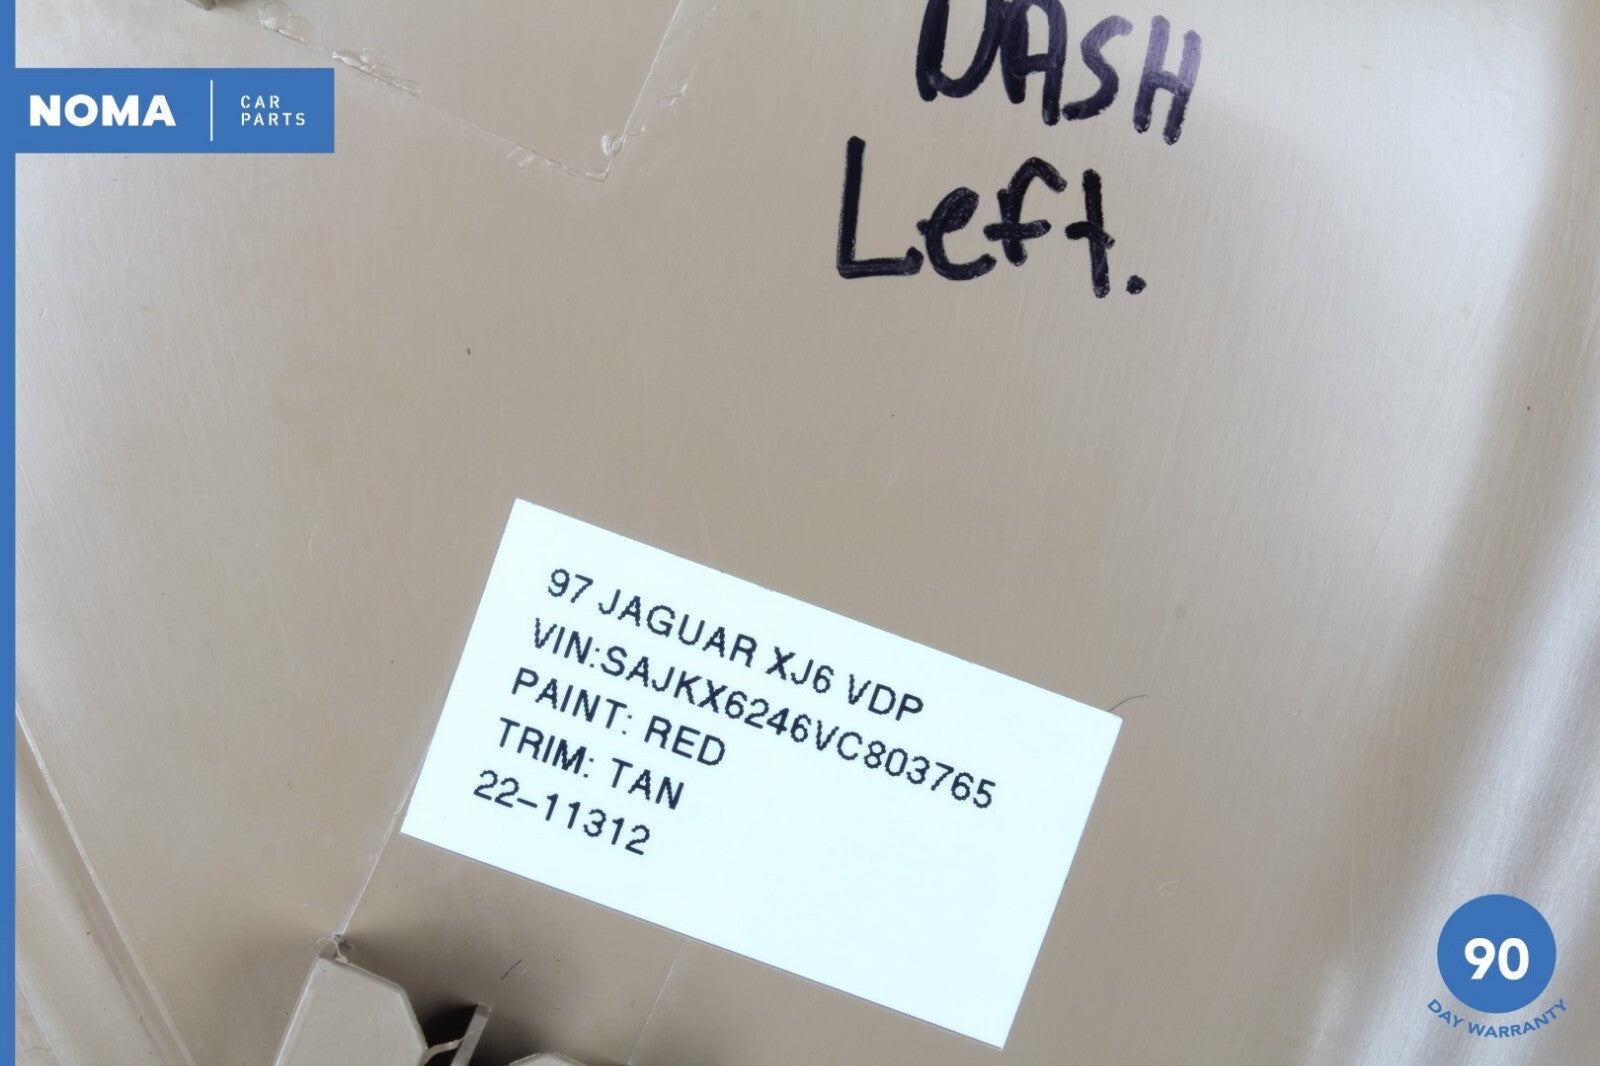 NOMA
CAR
PARTS
DASH
Left.
97 JAGUAR XJ6 VDP
VIN:SAJKX6246VC803765
PAINT: RED
TRIM: TAN
22-11312
90
DAY WARRANTY